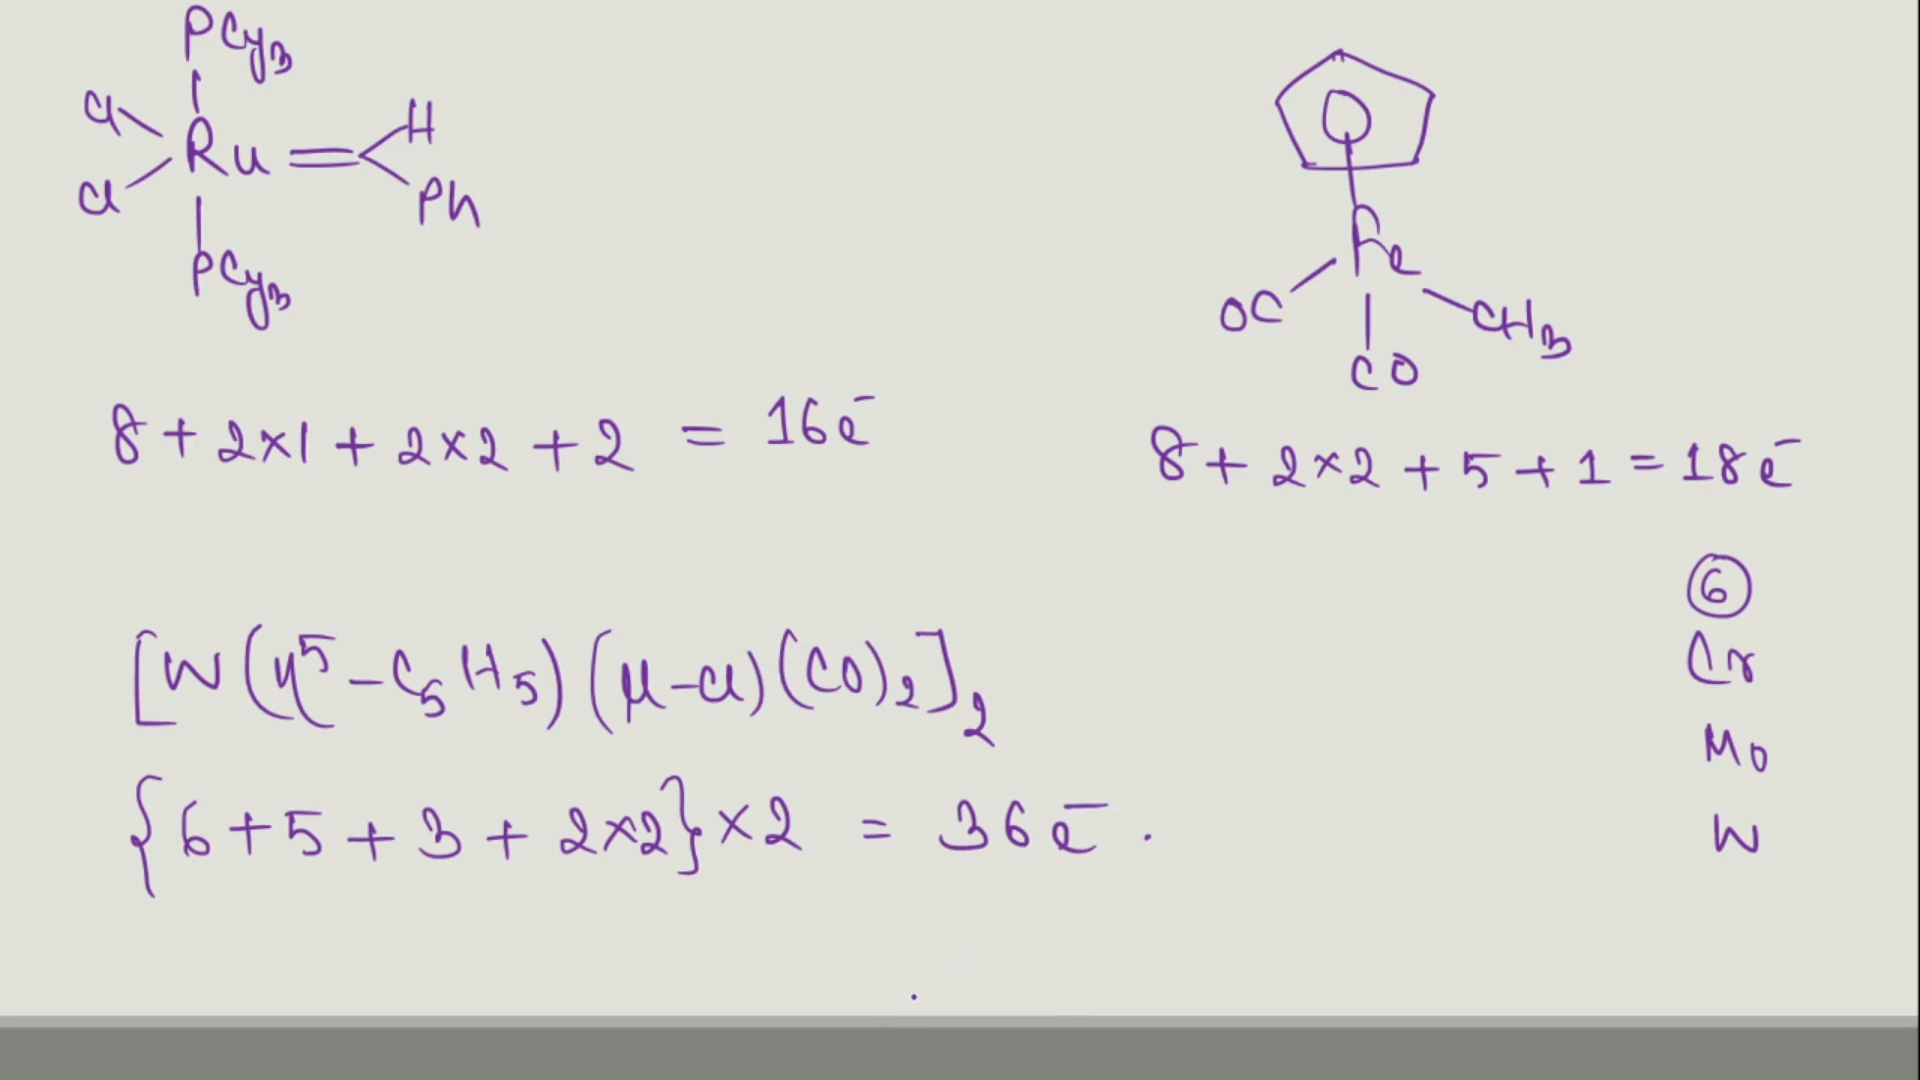 PCy3
Cl
Cl
Ru
H
Ph
PCy3
8 + 2×1 + 2×2 + 2 = 16e⁻
Fe
OC
CO
CH3
8 + 2×2 + 5 + 1 = 18e⁻
[W(η⁵-C5H5)(μ-Cl)(CO)2]2
{6+5+3+2×2}×2 = 36e⁻.
6
Cr
Mo
W